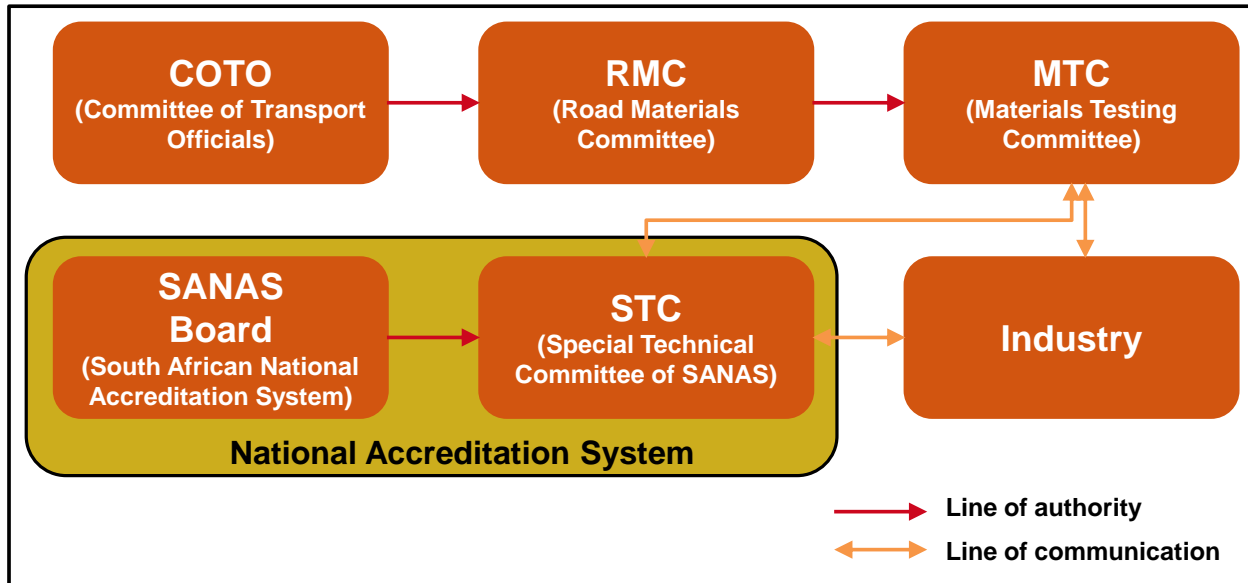 COTO
(Committee of Transport
Officials)
RMC
(Road Materials
Committee)
MTC
(Materials Testing
Committee)
SANAS
Board
(South African National
Accreditation System)
STC
(Special Technical
Committee of SANAS)
Industry
National Accreditation System
Line of authority
Line of communication